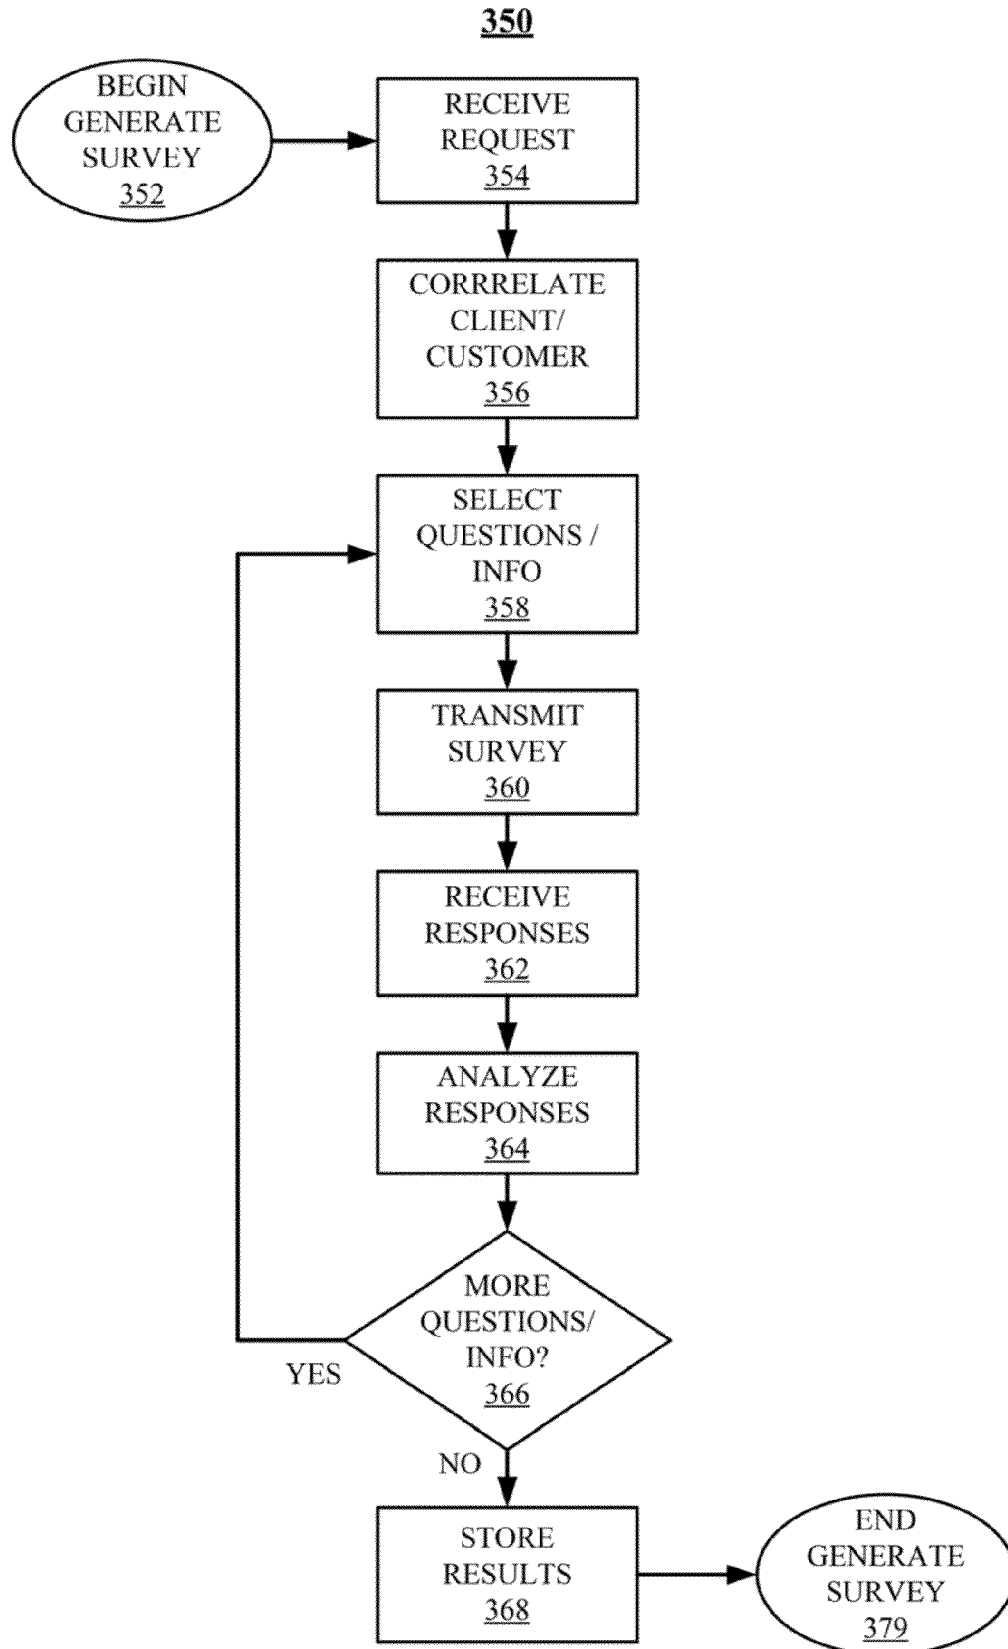 350
BEGIN
GENERATE
SURVEY
352
RECEIVE
REQUEST
354
CORRRELATE
CLIENT/
CUSTOMER
356
SELECT
QUESTIONS /
INFO
358
TRANSMIT
SURVEY
360
RECEIVE
RESPONSES
362
ANALYZE
RESPONSES
364
MORE
QUESTIONS/
INFO?
366
YES
NO
STORE
RESULTS
368
END
GENERATE
SURVEY
379